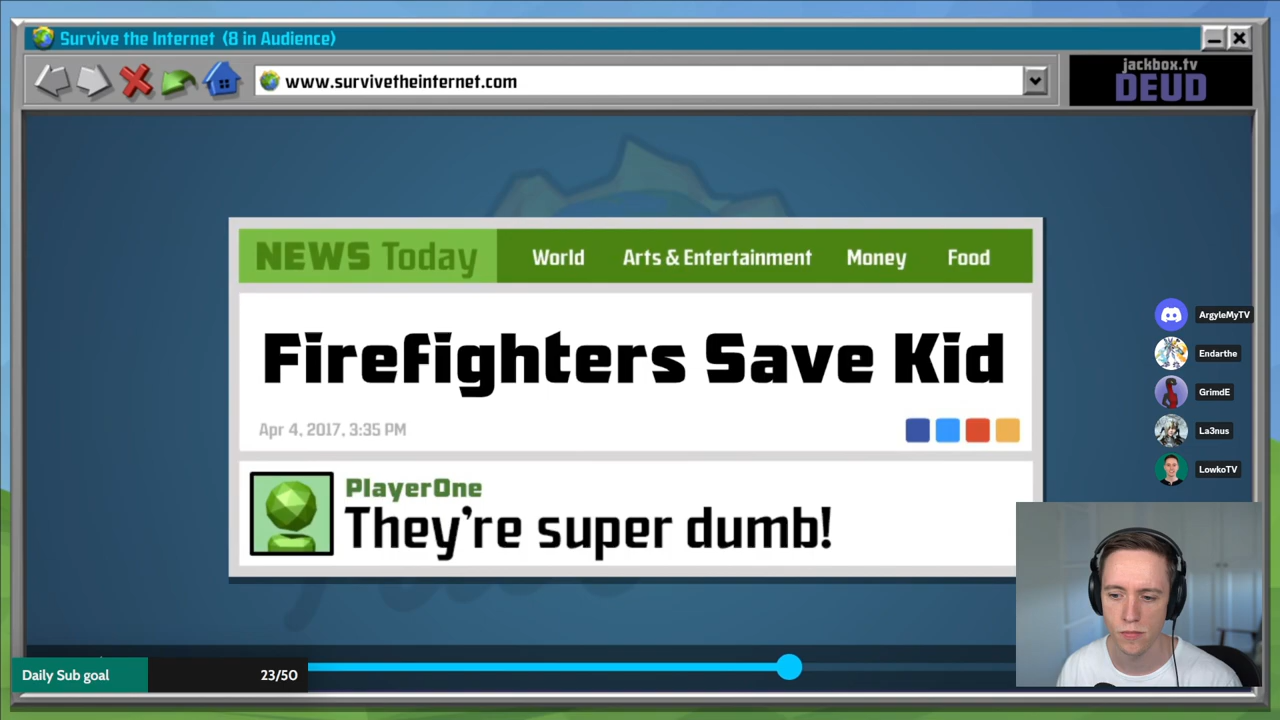 Survive the Internet (8 in Audience)
www.survivetheinternet.com
jackbox.tv
DEUD
NEWS Today World Arts & Entertainment Money Food
Firefighters Save Kid
Apr 4, 2017, 3:35 PM
PlayerOne
They're super dumb!
ArgyleMyTV
Endarthe
GrimdE
La3nus
LowkoTV
Daily Sub goal 23/50